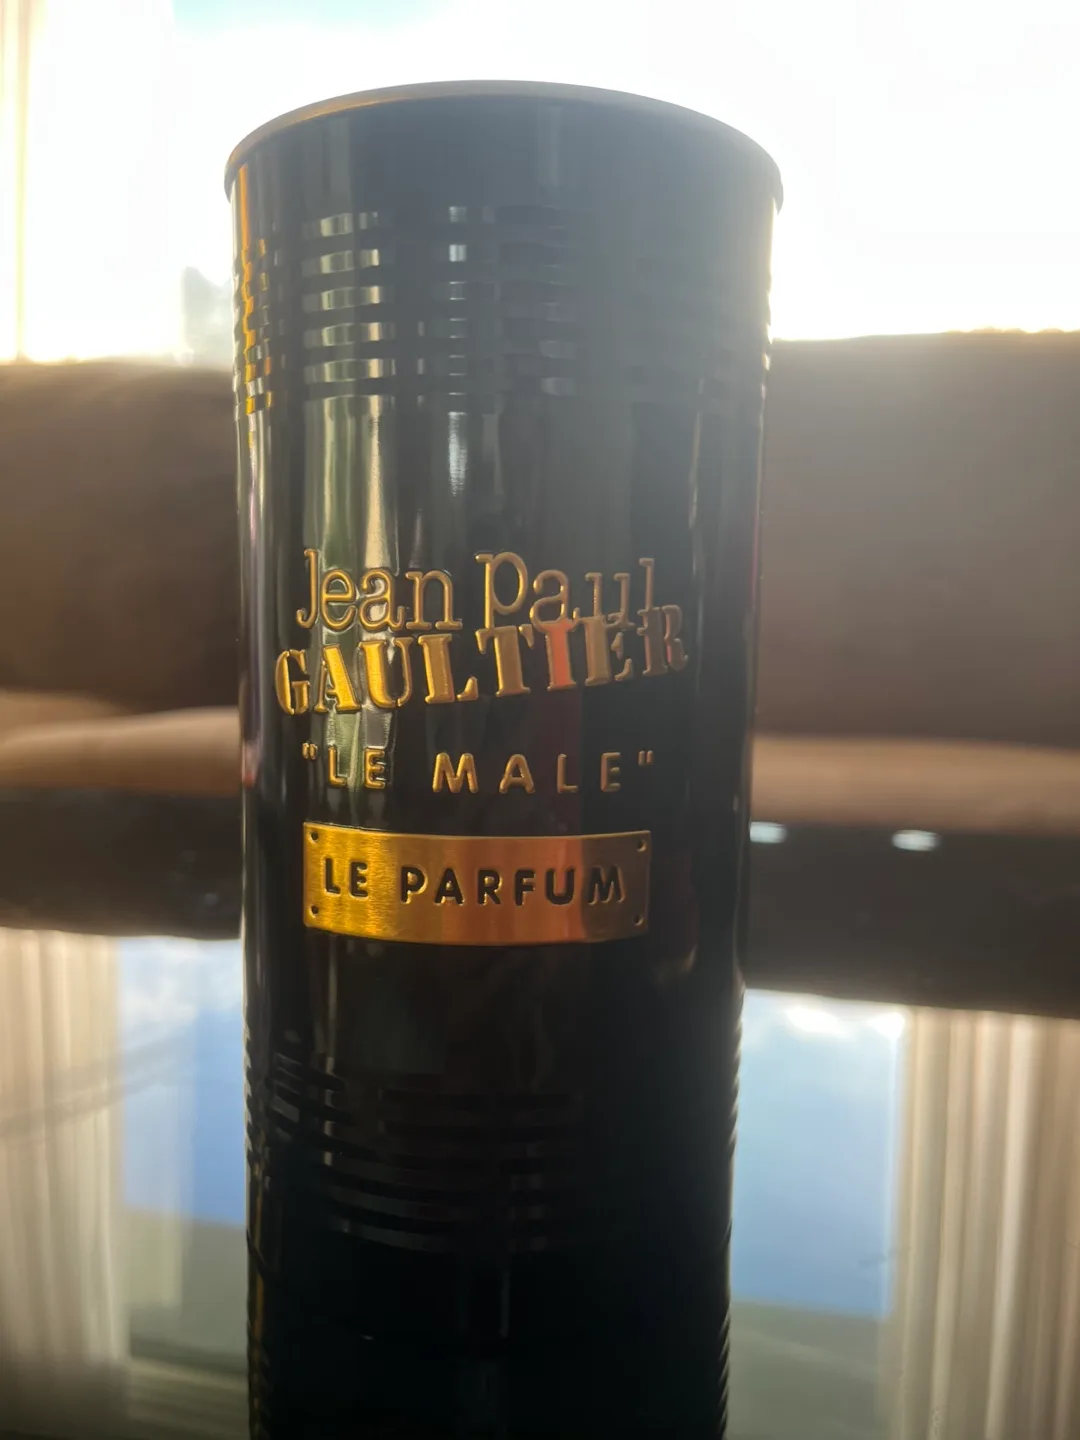 Jean Paul
GAULTIER
"LE MALE"
LE PARFUM